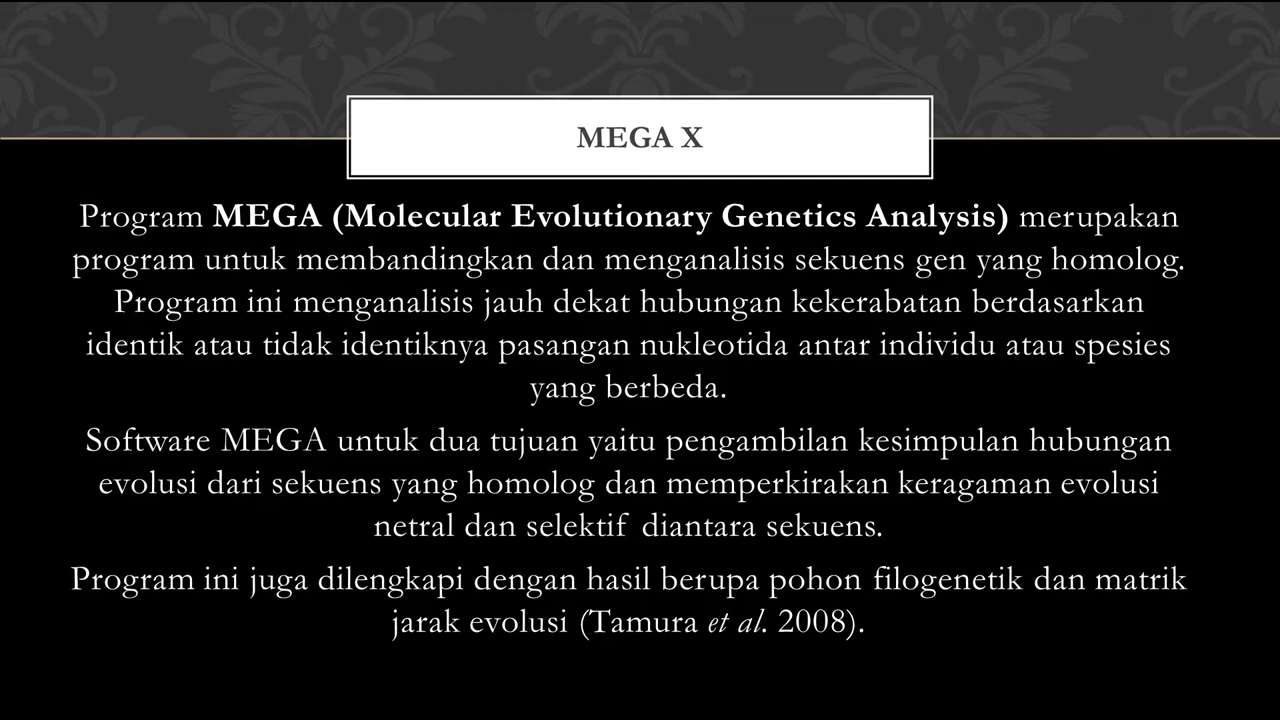 MEGA X
Program MEGA (Molecular Evolutionary Genetics Analysis) merupakan
program untuk membandingkan dan menganalisis sekuens gen yang homolog.
Program ini menganalisis jauh dekat hubungan kekerabatan berdasarkan
identik atau tidak identiknya pasangan nukleotida antar individu atau spesies
yang berbeda.
Software MEGA untuk dua tujuan yaitu pengambilan kesimpulan hubungan
evolusi dari sekuens yang homolog dan memperkirakan keragaman evolusi
netral dan selektif diantara sekuens.
Program ini juga dilengkapi dengan hasil berupa pohon filogenetik dan matrik
jarak evolusi (Tamura et al. 2008).